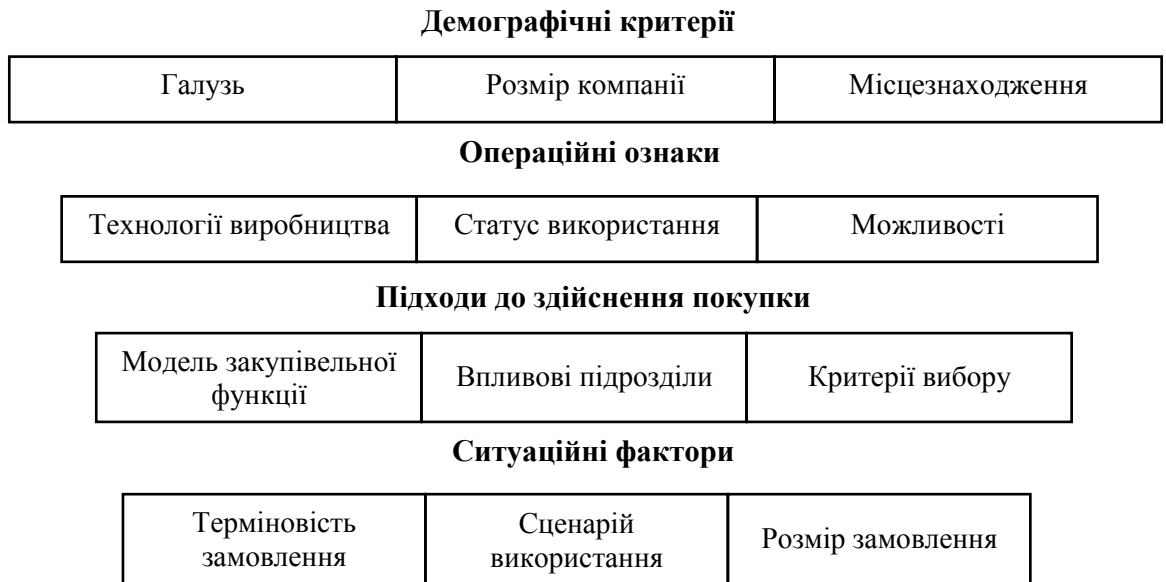 Демографічні критерії
Галузь Розмір компанії Місцезнаходження
Операційні ознаки
Технології виробництва Статус використання Можливості
Підходи до здійснення покупки
Модель закупівельної функції Впливові підрозділи Критерії вибору
Ситуаційні фактори
Терміновість замовлення Сценарій використання Розмір замовлення